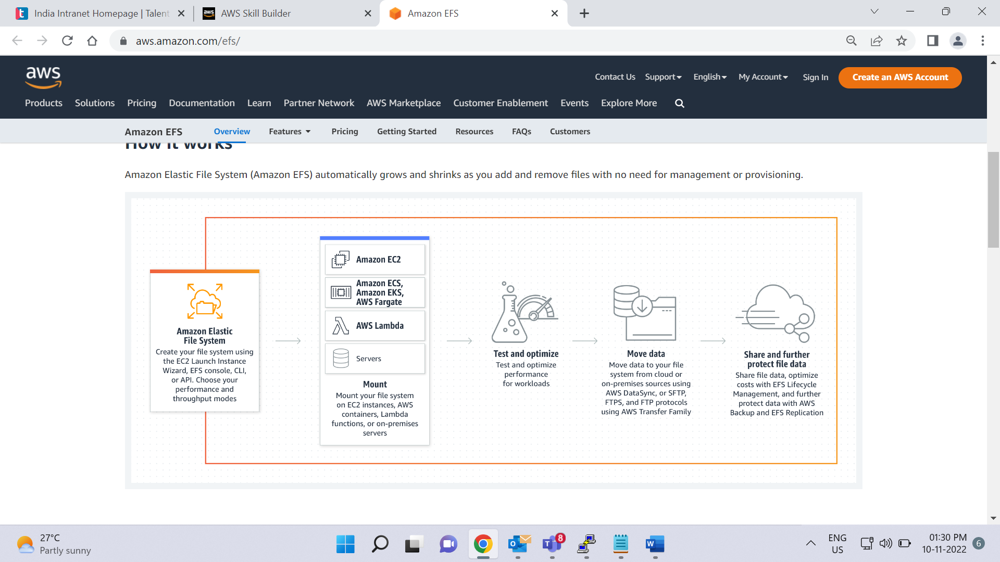 India Intranet Homepage | Talent
AWS Skill Builder
Amazon EFS
aws.amazon.com/efs/
aws
Contact Us Support English My Account Sign In Create an AWS Account
Products Solutions Pricing Documentation Learn Partner Network AWS Marketplace Customer Enablement Events Explore More
Amazon EFS Overview Features Pricing Getting Started Resources FAQs Customers
How it works
Amazon Elastic File System (Amazon EFS) automatically grows and shrinks as you add and remove files with no need for management or provisioning.
Amazon Elastic
File System
Create your file system using
the EC2 Launch Instance
Wizard, EFS console, CLI,
or API. Choose your
performance and
throughput modes
Amazon EC2
Amazon ECS,
Amazon EKS,
AWS Fargate
AWS Lambda
Servers
Mount
Mount your file system
on EC2 instances, AWS
containers, Lambda
functions, or on-premises
servers
Test and optimize
Test and optimize
performance
for workloads
Move data
Move data to your file
system from cloud or
on-premises sources using
AWS DataSync, or SFTP,
FTPS, and FTP protocols
using AWS Transfer Family
Share and further
protect file data
Share file data, optimize
costs with EFS Lifecycle
Management, and further
protect data with AWS
Backup and EFS Replication
27°C
Partly sunny
8
ENG
US
01:30 PM
10-11-2022
6